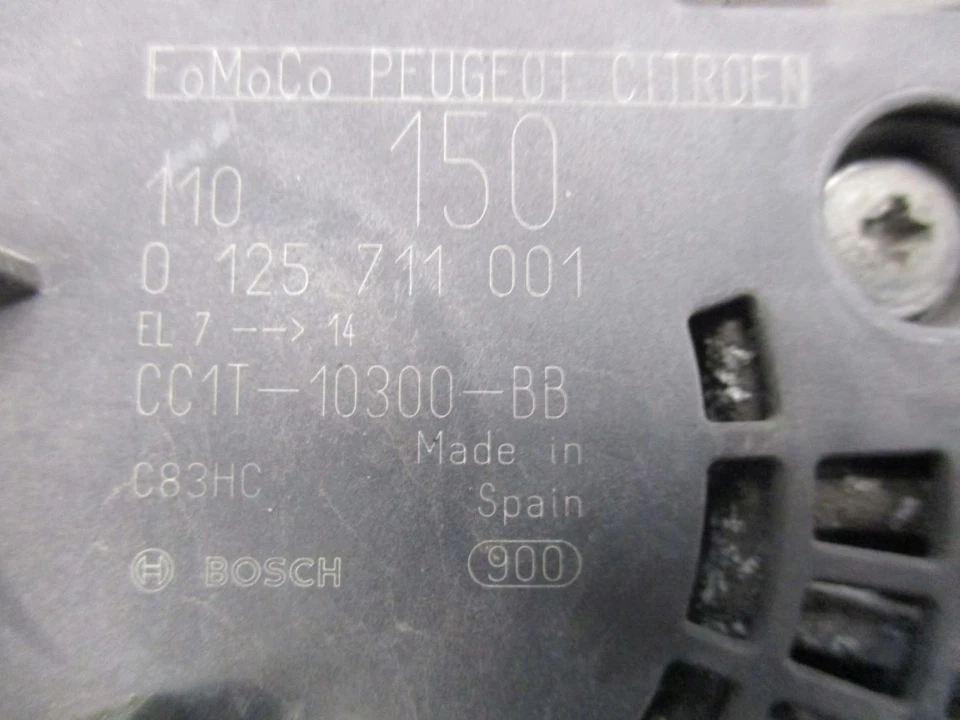 FoMoCo PEUGEOT CITROEN
150
110
0 125 711 001
EL 7 --> 14
CC1T-10300-BB
Made in
C83HC
Spain
H BOSCH 900